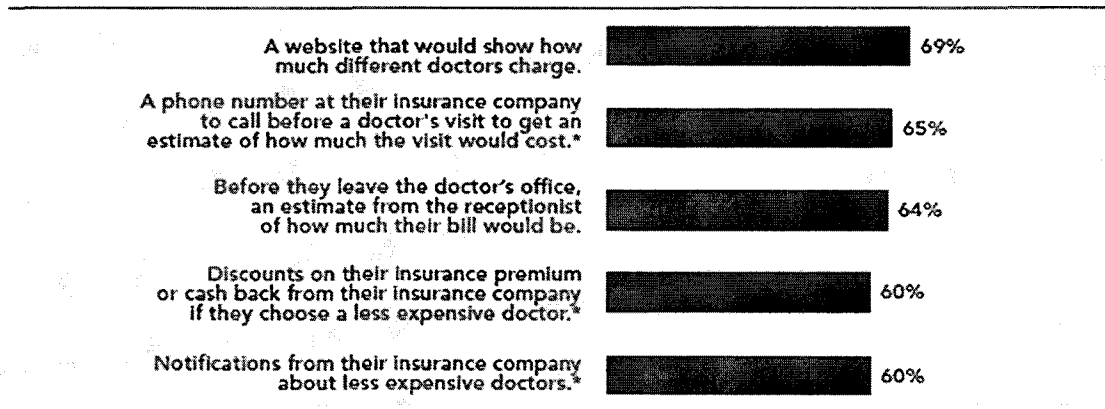 A website that would show how
much different doctors charge.
69%
A phone number at their insurance company
to call before a doctor's visit to get an
estimate of how much the visit would cost.*
65%
Before they leave the doctor's office,
an estimate from the receptionist
of how much their bill would be.
64%
Discounts on their insurance premium
or cash back from their insurance company
if they choose a less expensive doctor.*
60%
Notifications from their insurance company
about less expensive doctors.*
60%